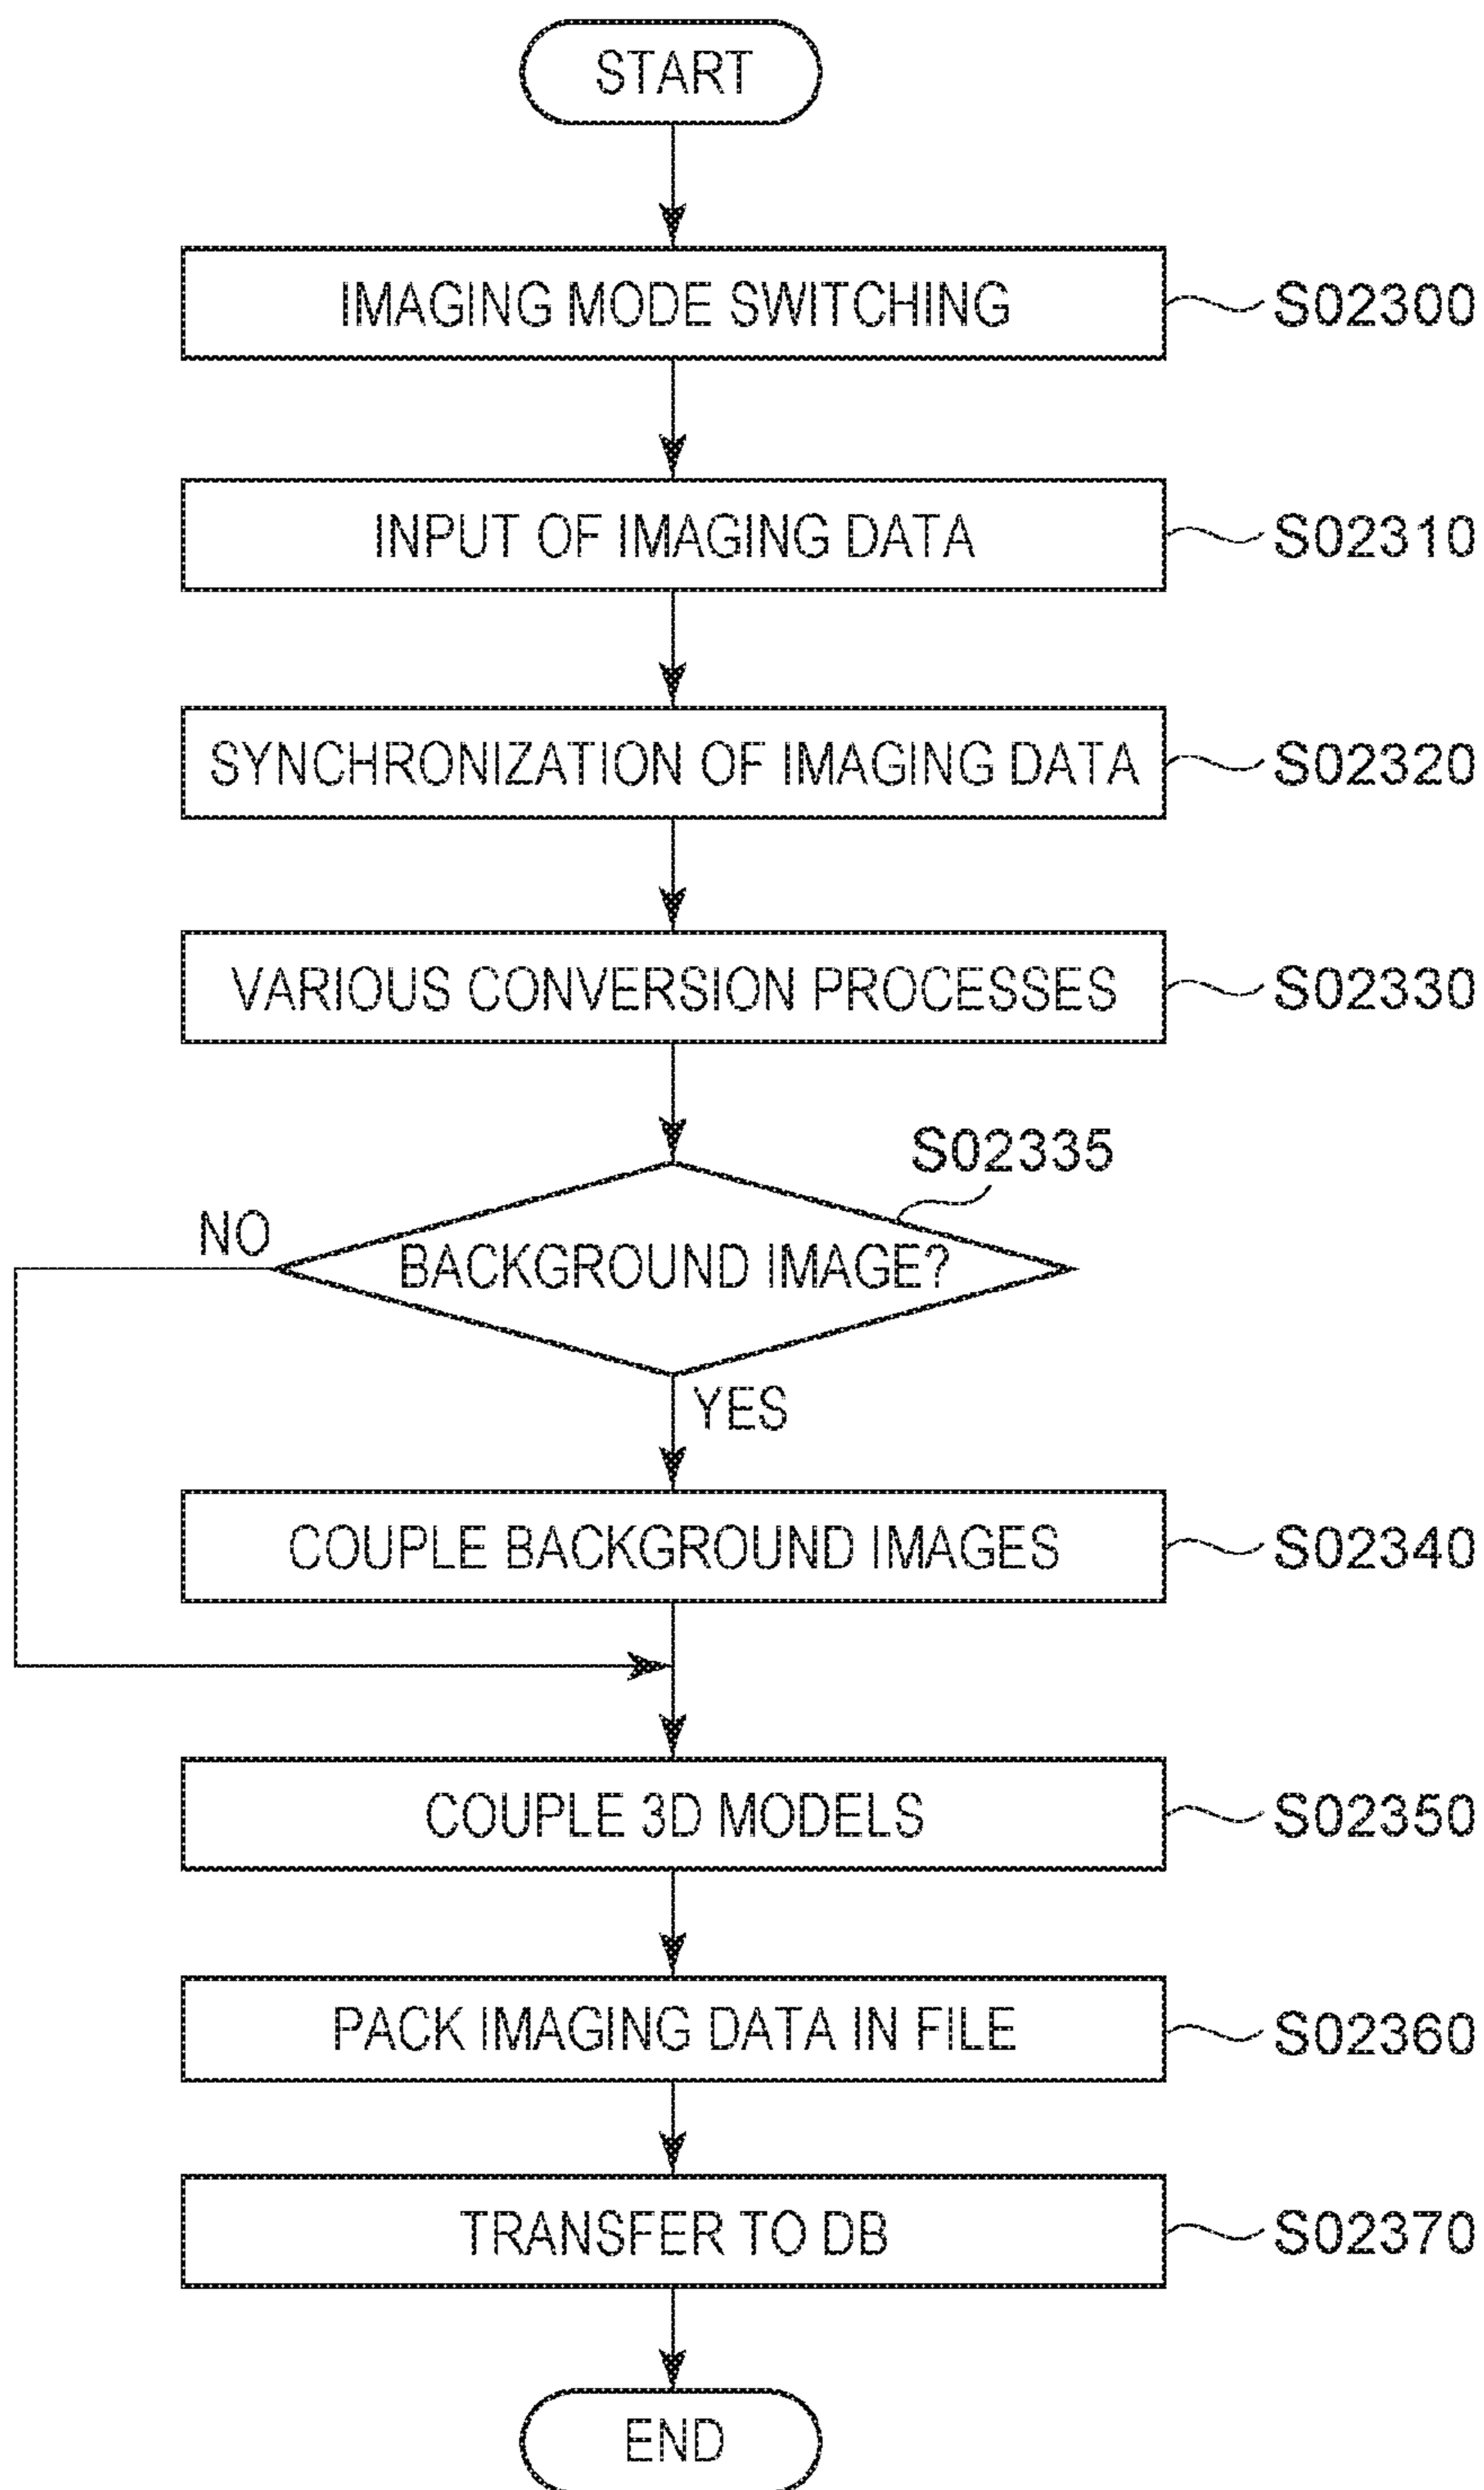 START
IMAGING MODE SWITCHING S02300
INPUT OF IMAGING DATA S02310
SYNCHRONIZATION OF IMAGING DATA S02320
VARIOUS CONVERSION PROCESSES S02330
S02335
NO
BACKGROUND IMAGE?
YES
COUPLE BACKGROUND IMAGES S02340
COUPLE 3D MODELS S02350
PACK IMAGING DATA IN FILE S02360
TRANSFER TO DB S02370
END